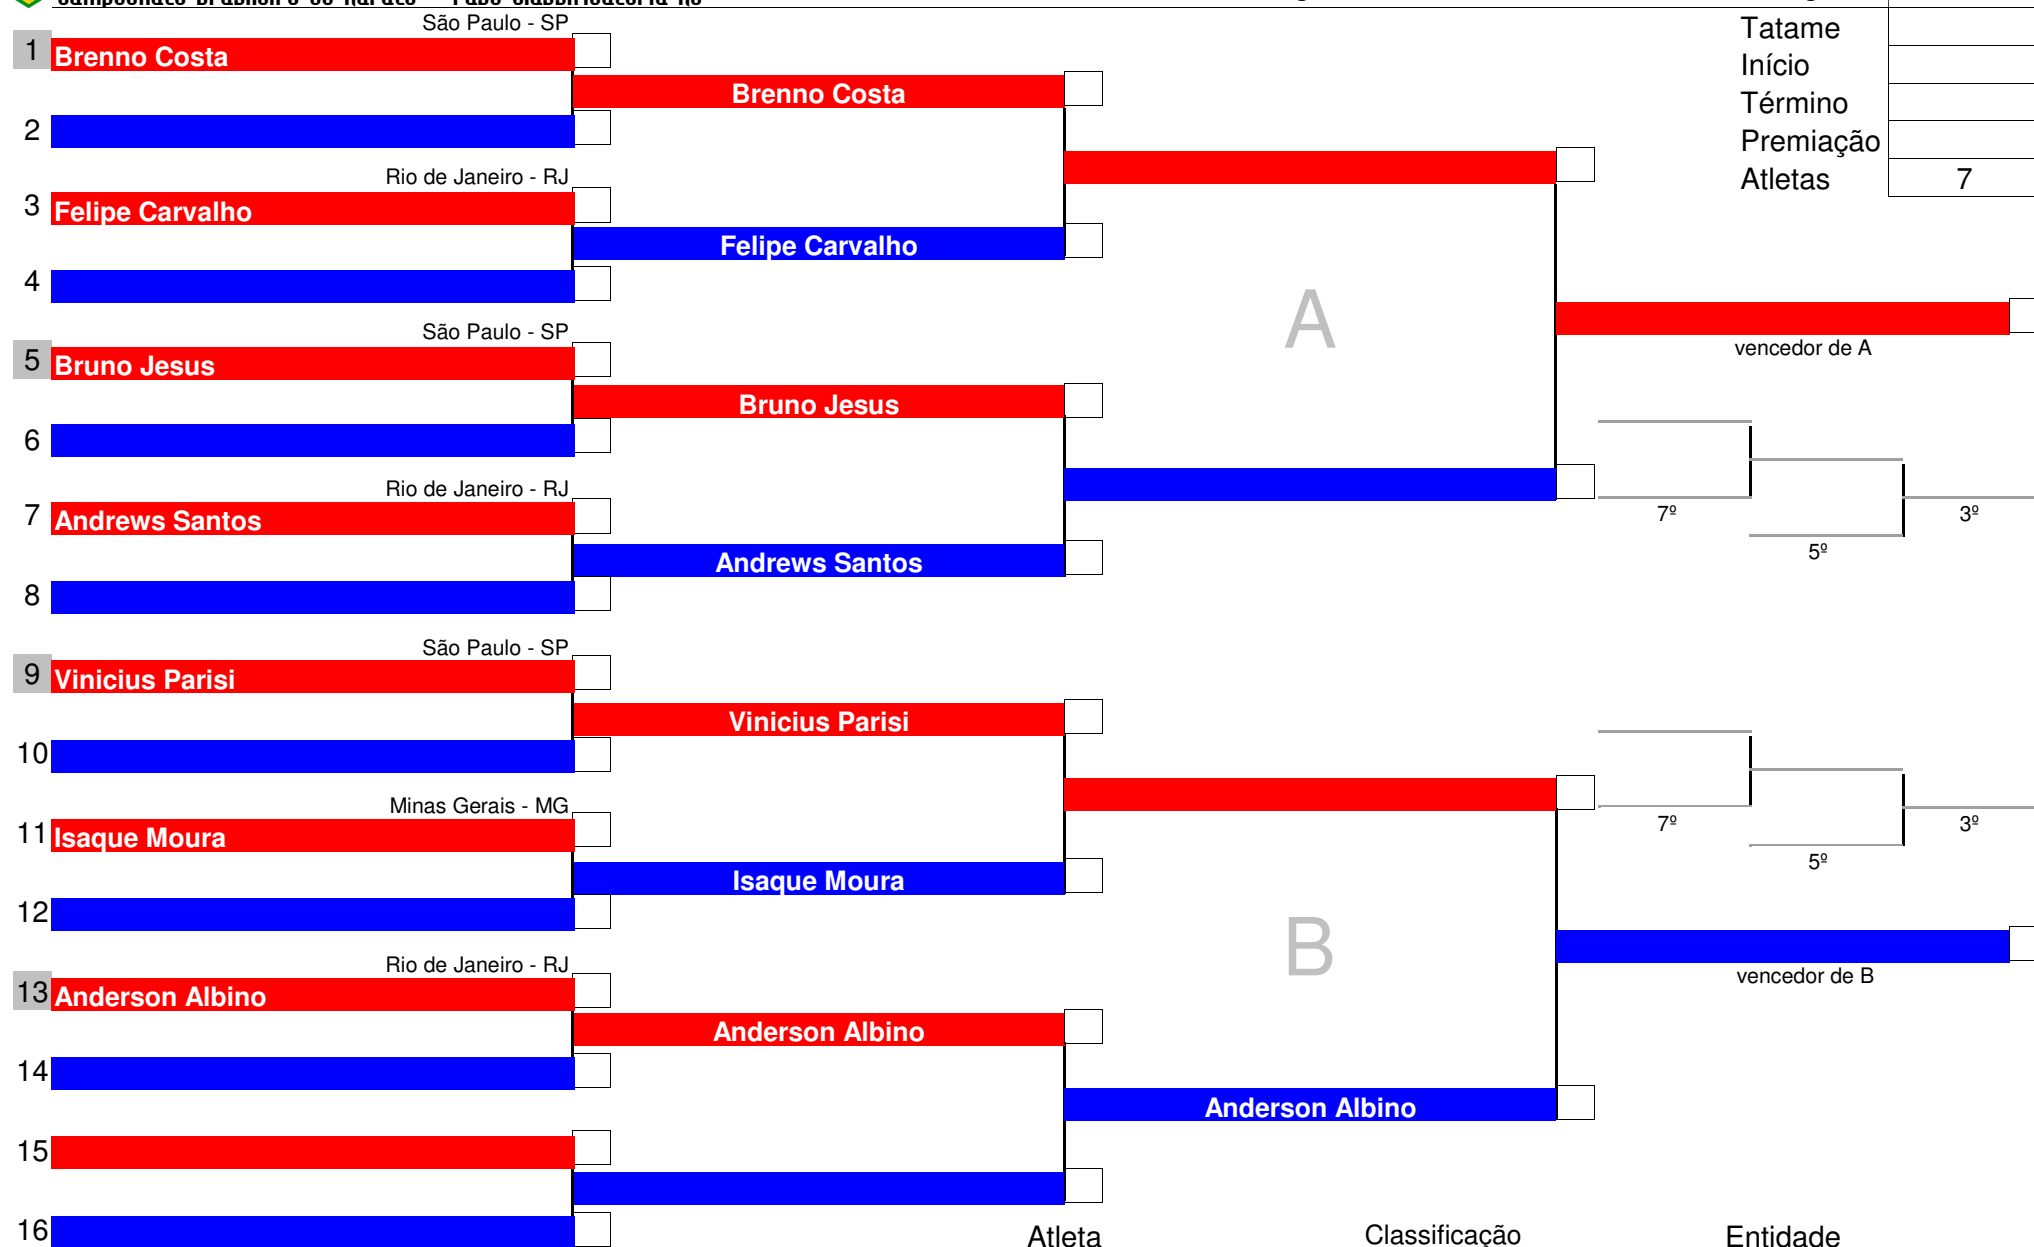 São Paulo - SP
1 Brenno Costa
Brenno Costa
2
Rio de Janeiro - RJ
3 Felipe Carvalho
Felipe Carvalho
4
São Paulo - SP
5 Bruno Jesus
Bruno Jesus
6
Rio de Janeiro - RJ
7 Andrews Santos
Andrews Santos
8
São Paulo - SP
9 Vinicius Parisi
Vinicius Parisi
10
Minas Gerais - MG
11 Isaque Moura
Isaque Moura
12
Rio de Janeiro - RJ
13 Anderson Albino
Anderson Albino
14
Anderson Albino
15
16
A
B
Tatame
Início
Término
Premiação
Atletas 7
vencedor de A
7º
3º
5º
7º
3º
5º
vencedor de B
Atleta Classificação Entidade